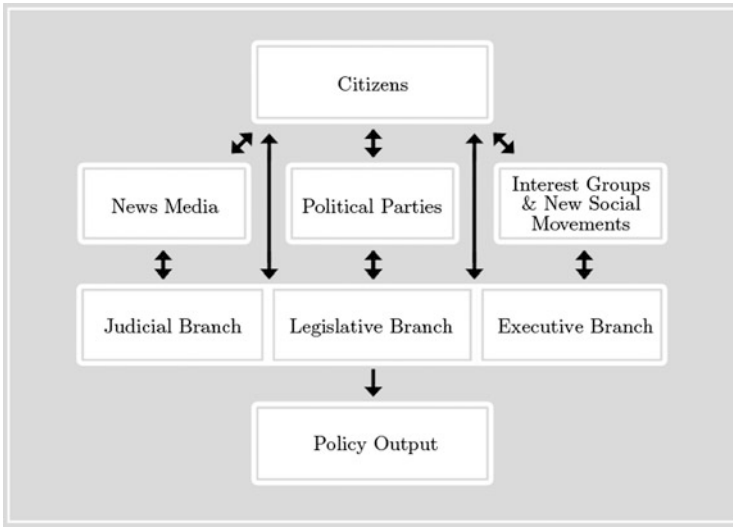 Citizens
News Media
Political Parties
Interest Groups
& New Social
Movements
Judicial Branch
Legislative Branch
Executive Branch
Policy Output